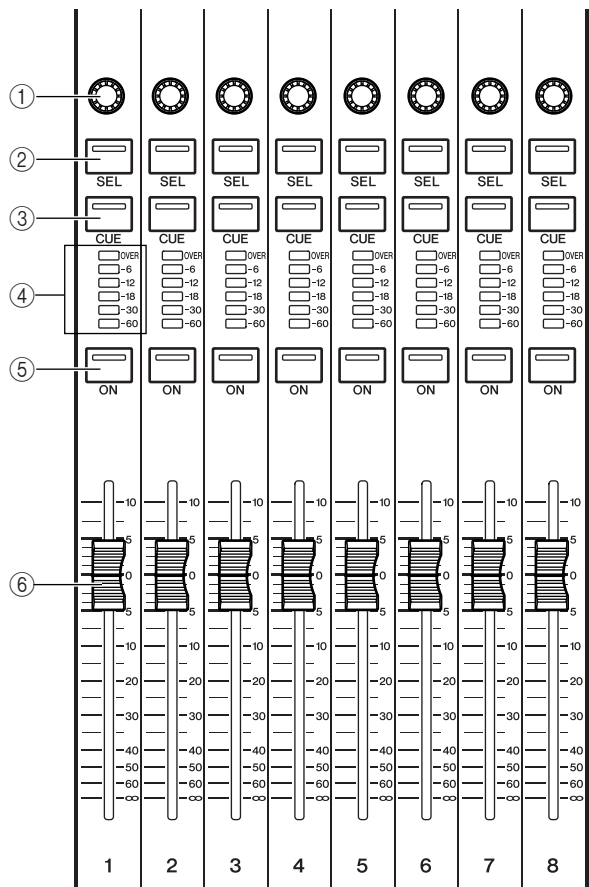 ①
②
SEL SEL SEL SEL SEL SEL SEL SEL
③
CUE CUE CUE CUE CUE CUE CUE CUE
OVER OVER OVER OVER OVER OVER OVER OVER
-6 -6 -6 -6 -6 -6 -6 -6
④ -12 -12 -12 -12 -12 -12 -12 -12
-18 -18 -18 -18 -18 -18 -18 -18
-30 -30 -30 -30 -30 -30 -30 -30
-60 -60 -60 -60 -60 -60 -60 -60
⑤
ON ON ON ON ON ON ON ON
10 10 10 10 10 10 10 10
5 5 5 5 5 5 5 5
⑥ 0 0 0 0 0 0 0 0
5 5 5 5 5 5 5 5
10 10 10 10 10 10 10 10
20 20 20 20 20 20 20 20
30 30 30 30 30 30 30 30
40 40 40 40 40 40 40 40
50 50 50 50 50 50 50 50
60 60 60 60 60 60 60 60
∞ ∞ ∞ ∞ ∞ ∞ ∞ ∞
1 2 3 4 5 6 7 8